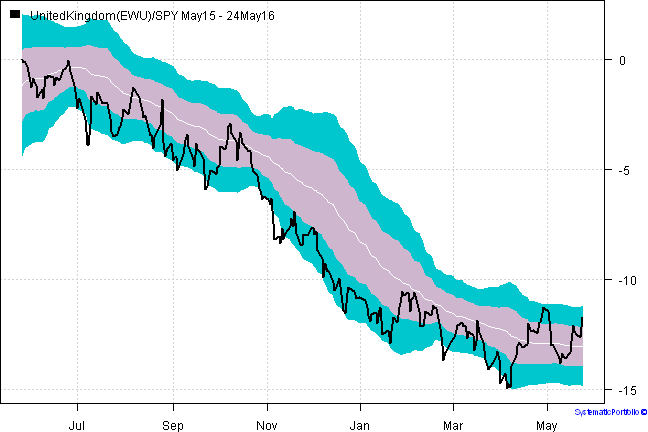 UnitedKingdom(EWU)/SPY May15 - 24May16
0
-5
-10
-15
SystematicPortfolio ©
Jul Sep Nov Jan Mar May